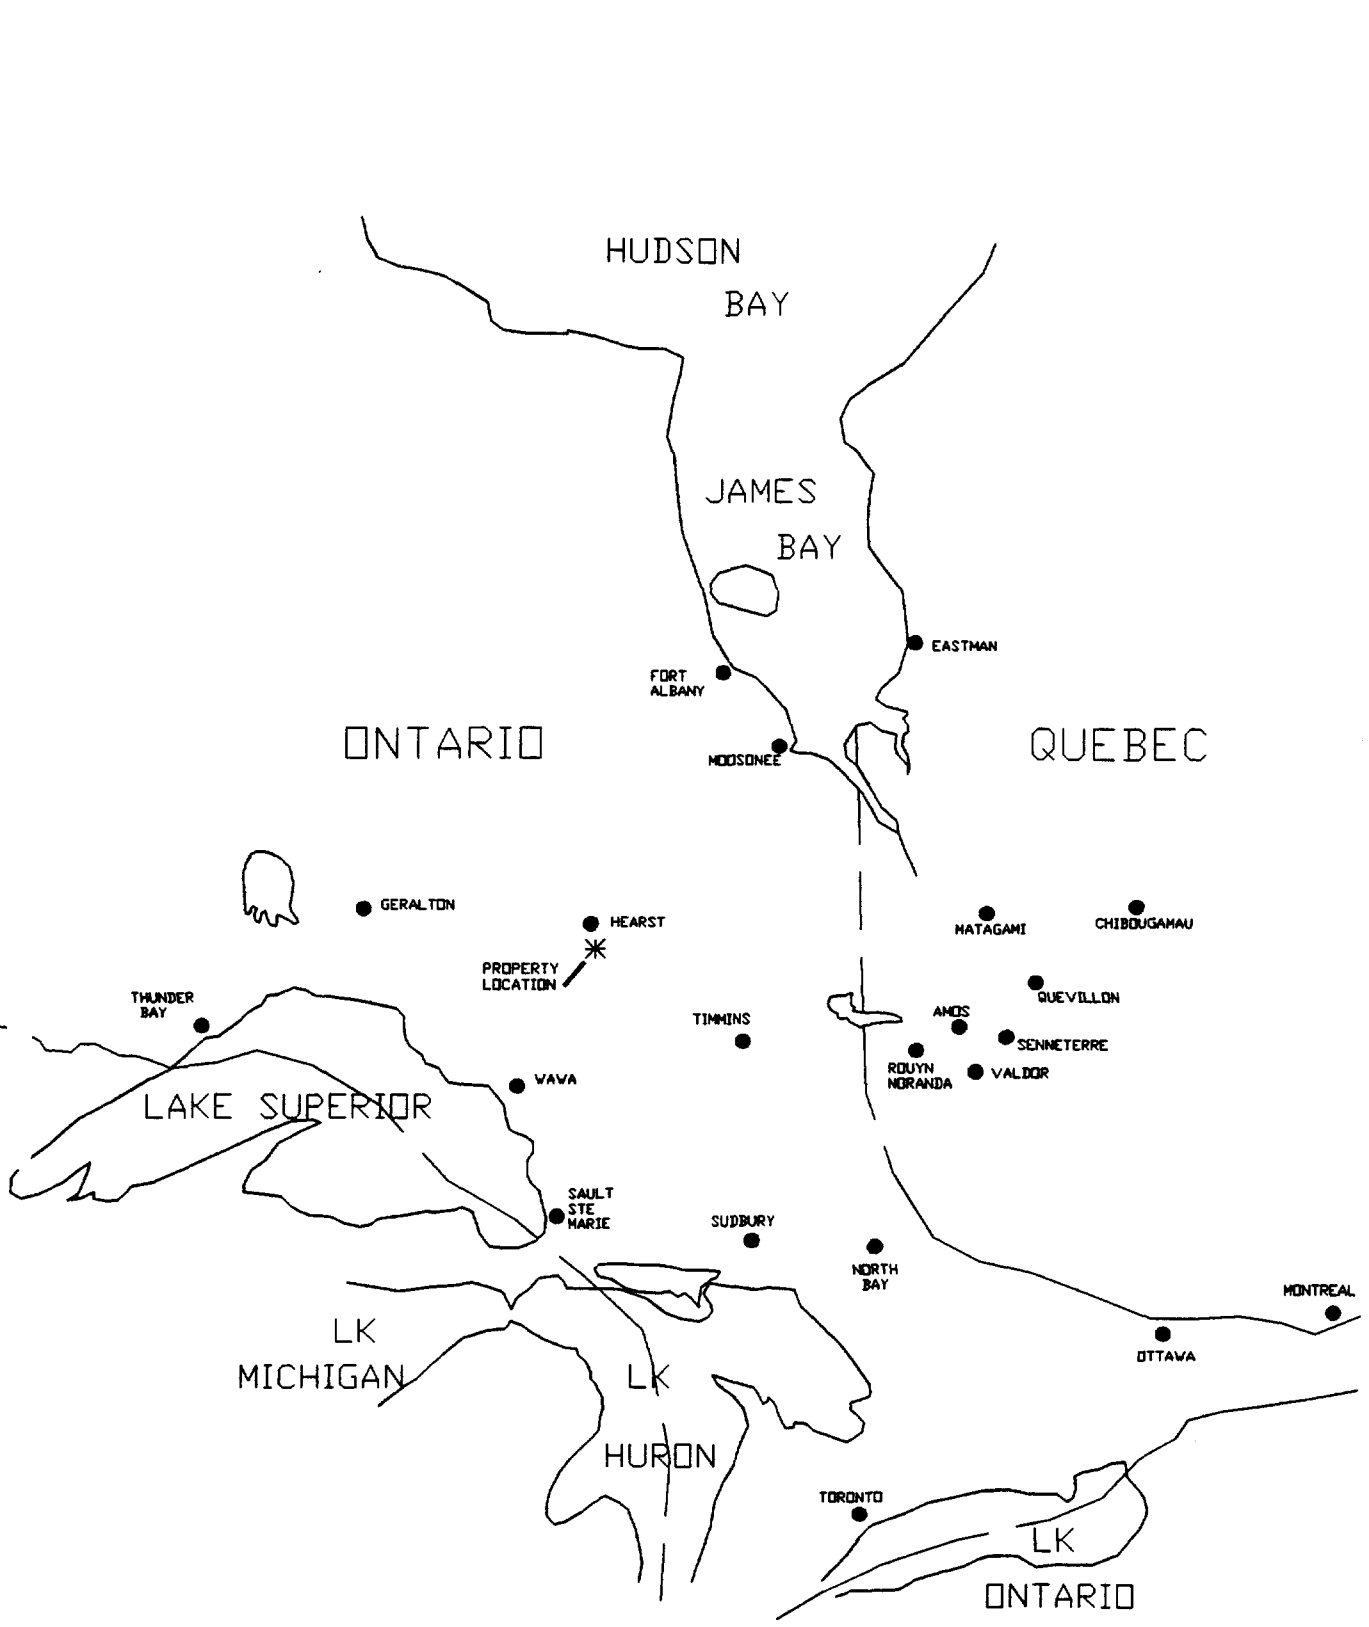 HUDSON
BAY
JAMES
BAY
EASTMAN
FORT
ALBANY
ONTARIO
QUEBEC
MOOSONEE
GERALTON
HEARST
MATAGAMI
CHIBOUGAMAU
PROPERTY
LOCATION
QUEVILLON
THUNDER
BAY
TIMMINS
AMOS
SENNETERRE
ROUYN
NORANDA
VALDOR
WAWA
LAKE SUPERIOR
SAULT
STE
MARIE
SUDBURY
NORTH
BAY
MONTREAL
OTTAWA
LK
MICHIGAN
LK
HURON
TORONTO
LK
ONTARIO